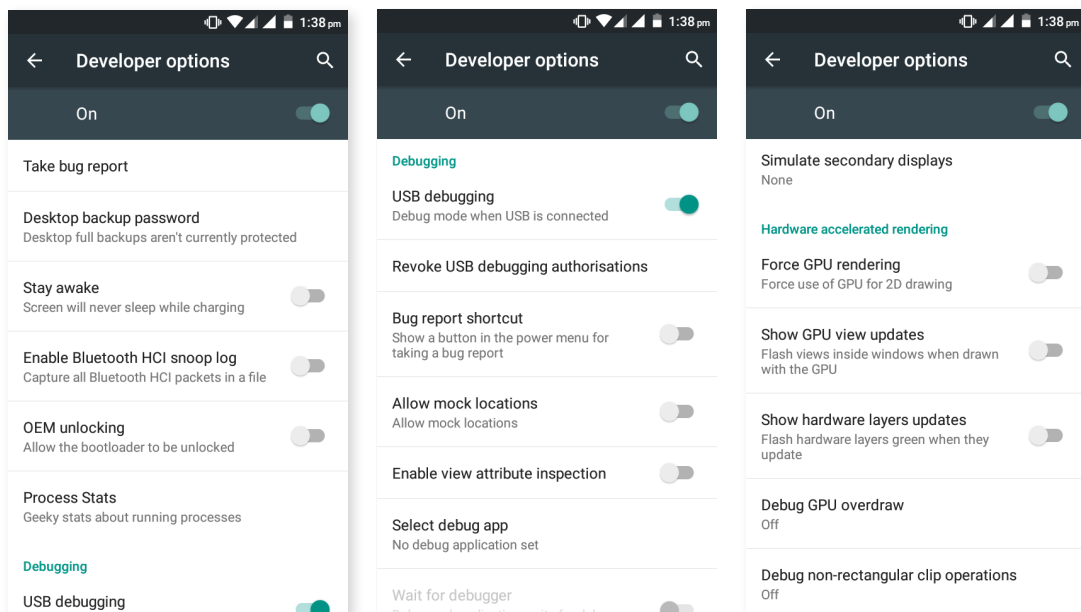 1:38 pm
Developer options
On
Take bug report
Desktop backup password
Desktop full backups aren't currently protected
Stay awake
Screen will never sleep while charging
Enable Bluetooth HCI snoop log
Capture all Bluetooth HCI packets in a file
OEM unlocking
Allow the bootloader to be unlocked
Process Stats
Geeky stats about running processes
Debugging
USB debugging
1:38 pm
Developer options
On
Debugging
USB debugging
Debug mode when USB is connected
Revoke USB debugging authorisations
Bug report shortcut
Show a button in the power menu for
taking a bug report
Allow mock locations
Allow mock locations
Enable view attribute inspection
Select debug app
No debug application set
Wait for debugger
1:38 pm
Developer options
On
Simulate secondary displays
None
Hardware accelerated rendering
Force GPU rendering
Force use of GPU for 2D drawing
Show GPU view updates
Flash views inside windows when drawn
with the GPU
Show hardware layers updates
Flash hardware layers green when they
update
Debug GPU overdraw
Off
Debug non-rectangular clip operations
Off